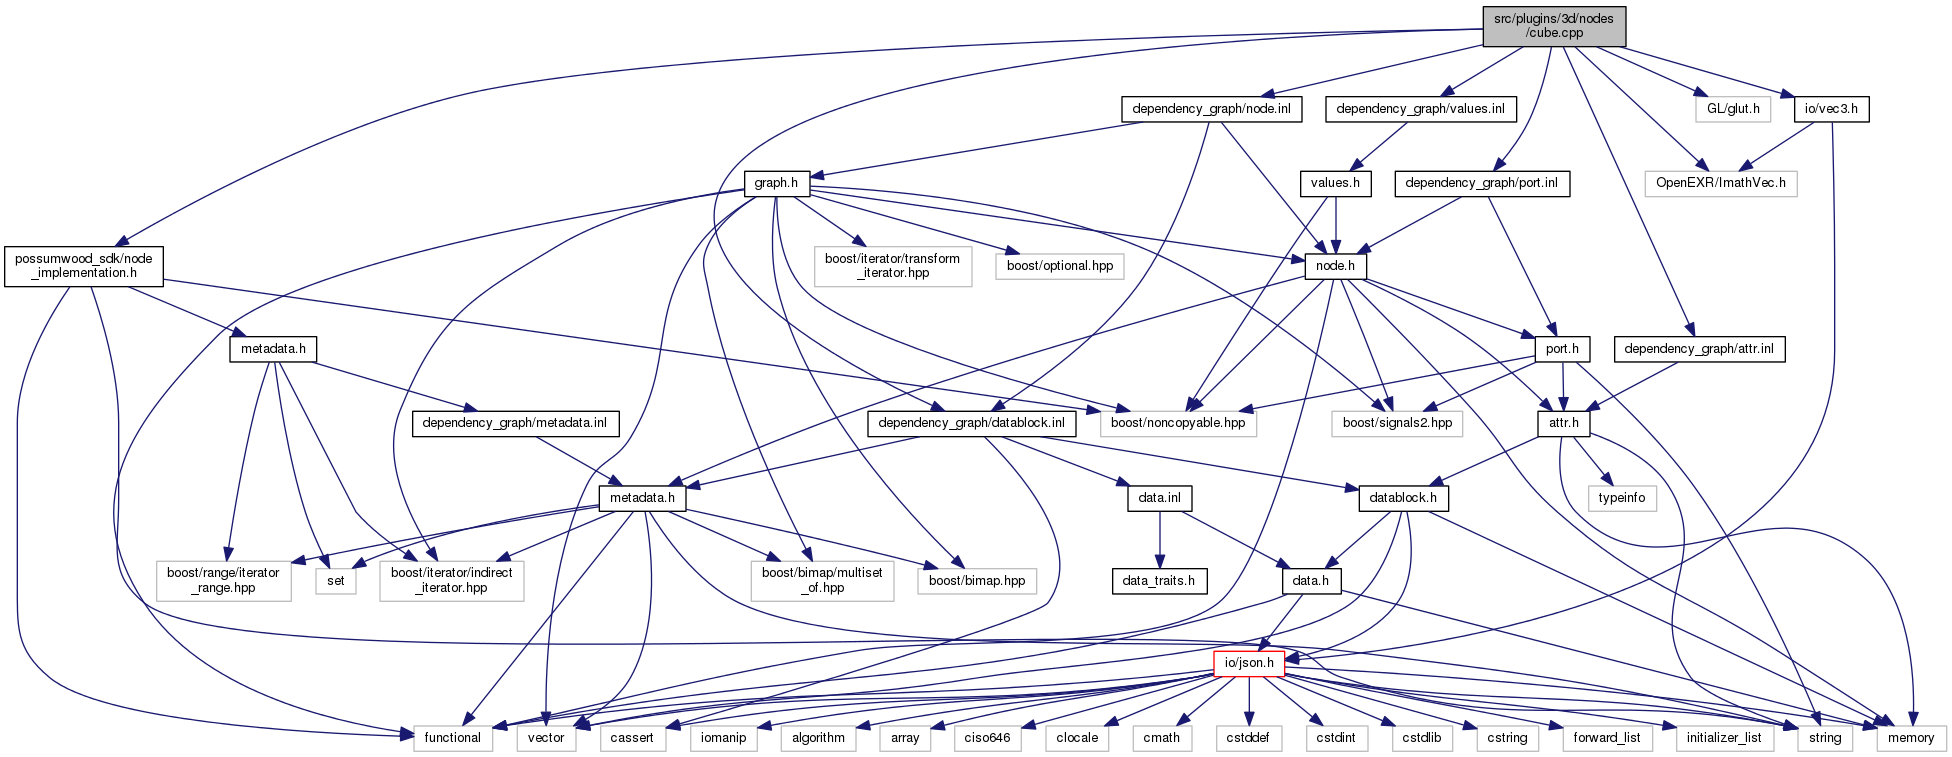 src/plugins/3d/nodes
/cube.cpp
dependency_graph/node.inl
dependency_graph/values.inl
GL/glut.h
io/vec3.h
graph.h
values.h
dependency_graph/port.inl
OpenEXR/ImathVec.h
possumwood_sdk/node
_implementation.h
boost/iterator/transform
_iterator.hpp
boost/optional.hpp
node.h
metadata.h
port.h
dependency_graph/attr.inl
dependency_graph/metadata.inl
dependency_graph/datablock.inl
boost/noncopyable.hpp
boost/signals2.hpp
attr.h
metadata.h
data.inl
datablock.h
typeinfo
boost/range/iterator
_range.hpp
set
boost/iterator/indirect
_iterator.hpp
boost/bimap/multiset
_of.hpp
boost/bimap.hpp
data_traits.h
data.h
io/json.h
functional
vector
cassert
iomanip
algorithm
array
ciso646
clocale
cmath
cstddef
cstdint
cstdlib
cstring
forward_list
initializer_list
string
memory